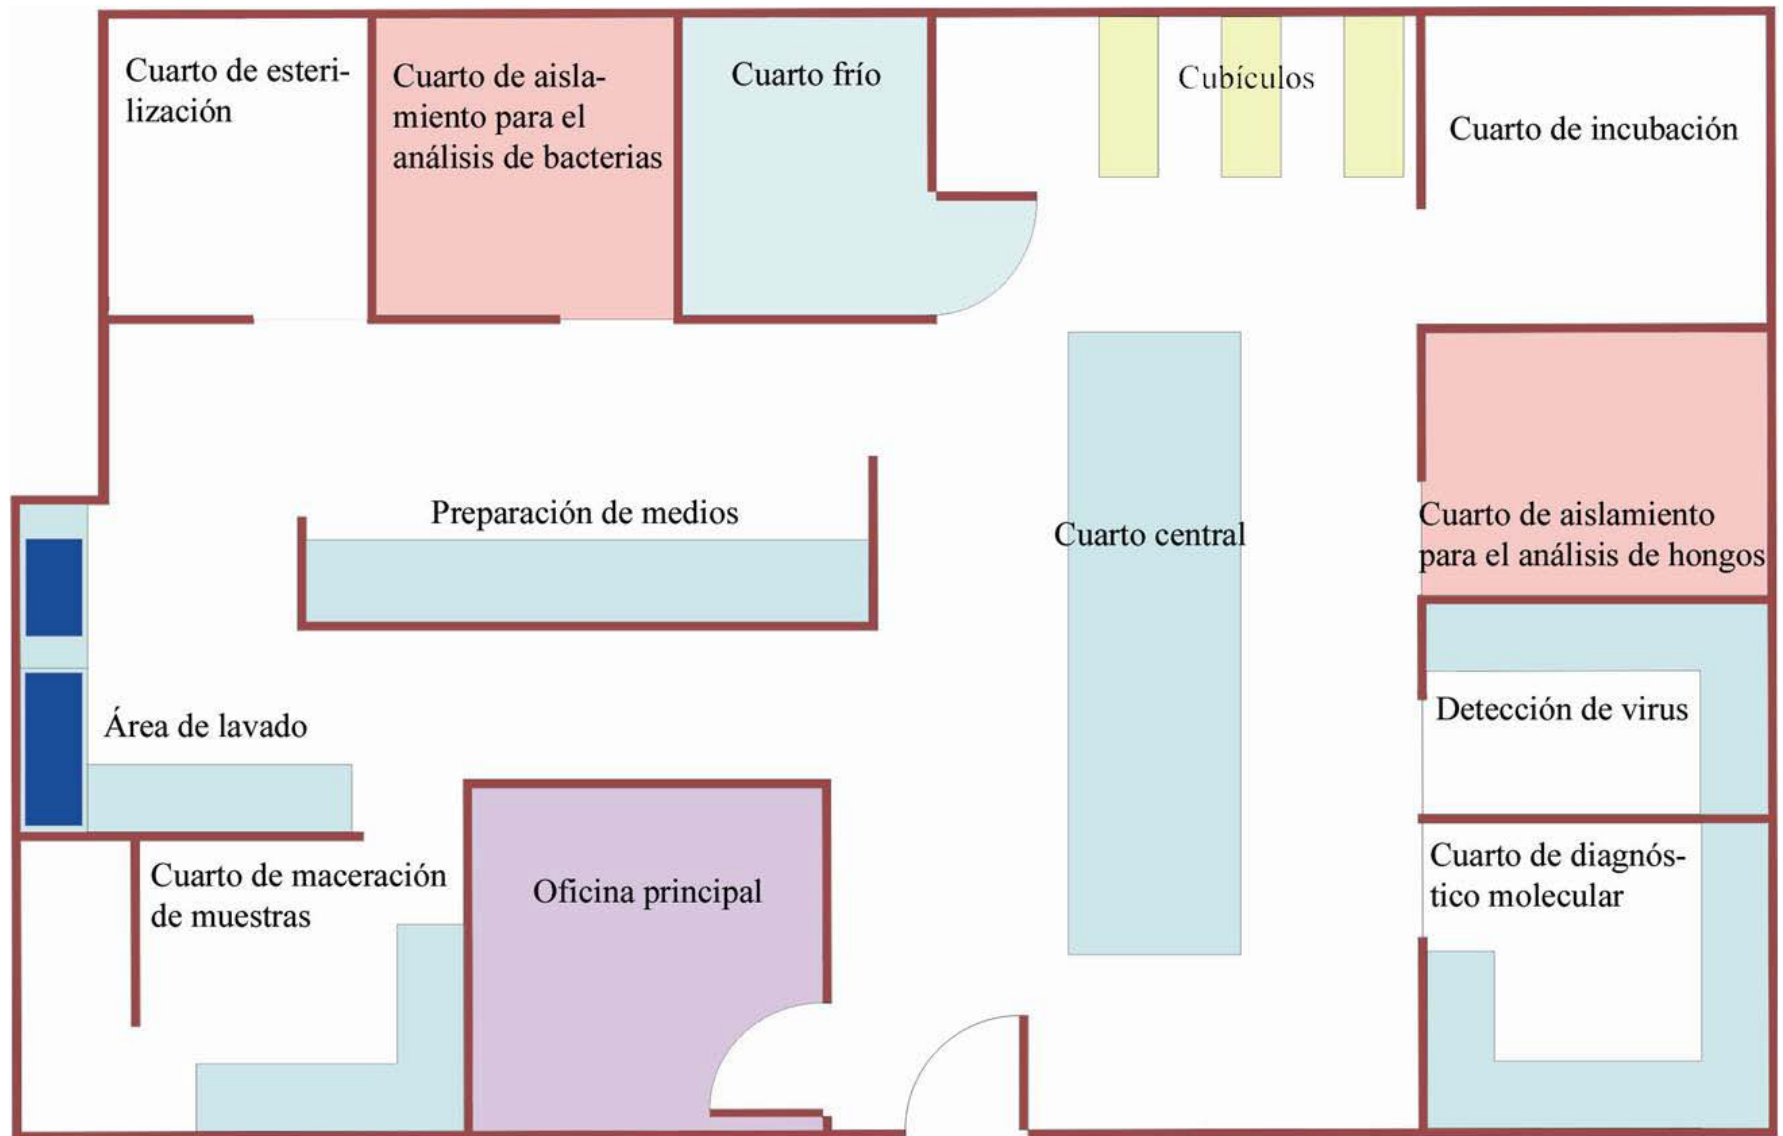 Cuarto de esteri-
lización
Cuarto de aisla-
miento para el
análisis de bacterias
Cuarto frío
Cubículos
Cuarto de incubación
Preparación de medios
Cuarto central
Cuarto de aislamiento
para el análisis de hongos
Área de lavado
Detección de virus
Cuarto de maceración
de muestras
Oficina principal
Cuarto de diagnós-
tico molecular